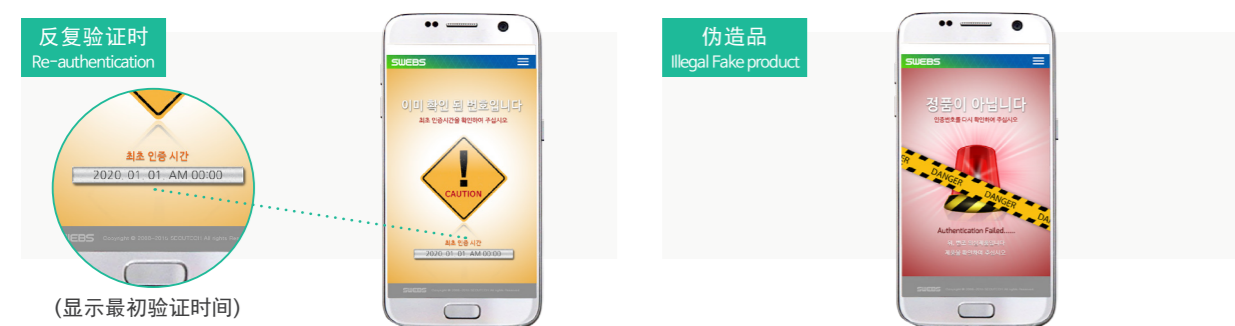 反复验证时
Re-authentication
최초 인증 시간
2020. 01. 01. AM 00:00
(显示最初验证时间)
SWEBS
이미 확인 된 번호입니다
최초 인증시간을 확인하여 주십시오
CAUTION
최초 인증 시간
2020. 01. 01. AM 00:00
SWEBS
伪造品
Illegal Fake product
SWEBS
정품이 아닙니다
인증번호를 다시 확인하여 주십시오
DANGER
DANGER
Authentication Failed......
SWEBS